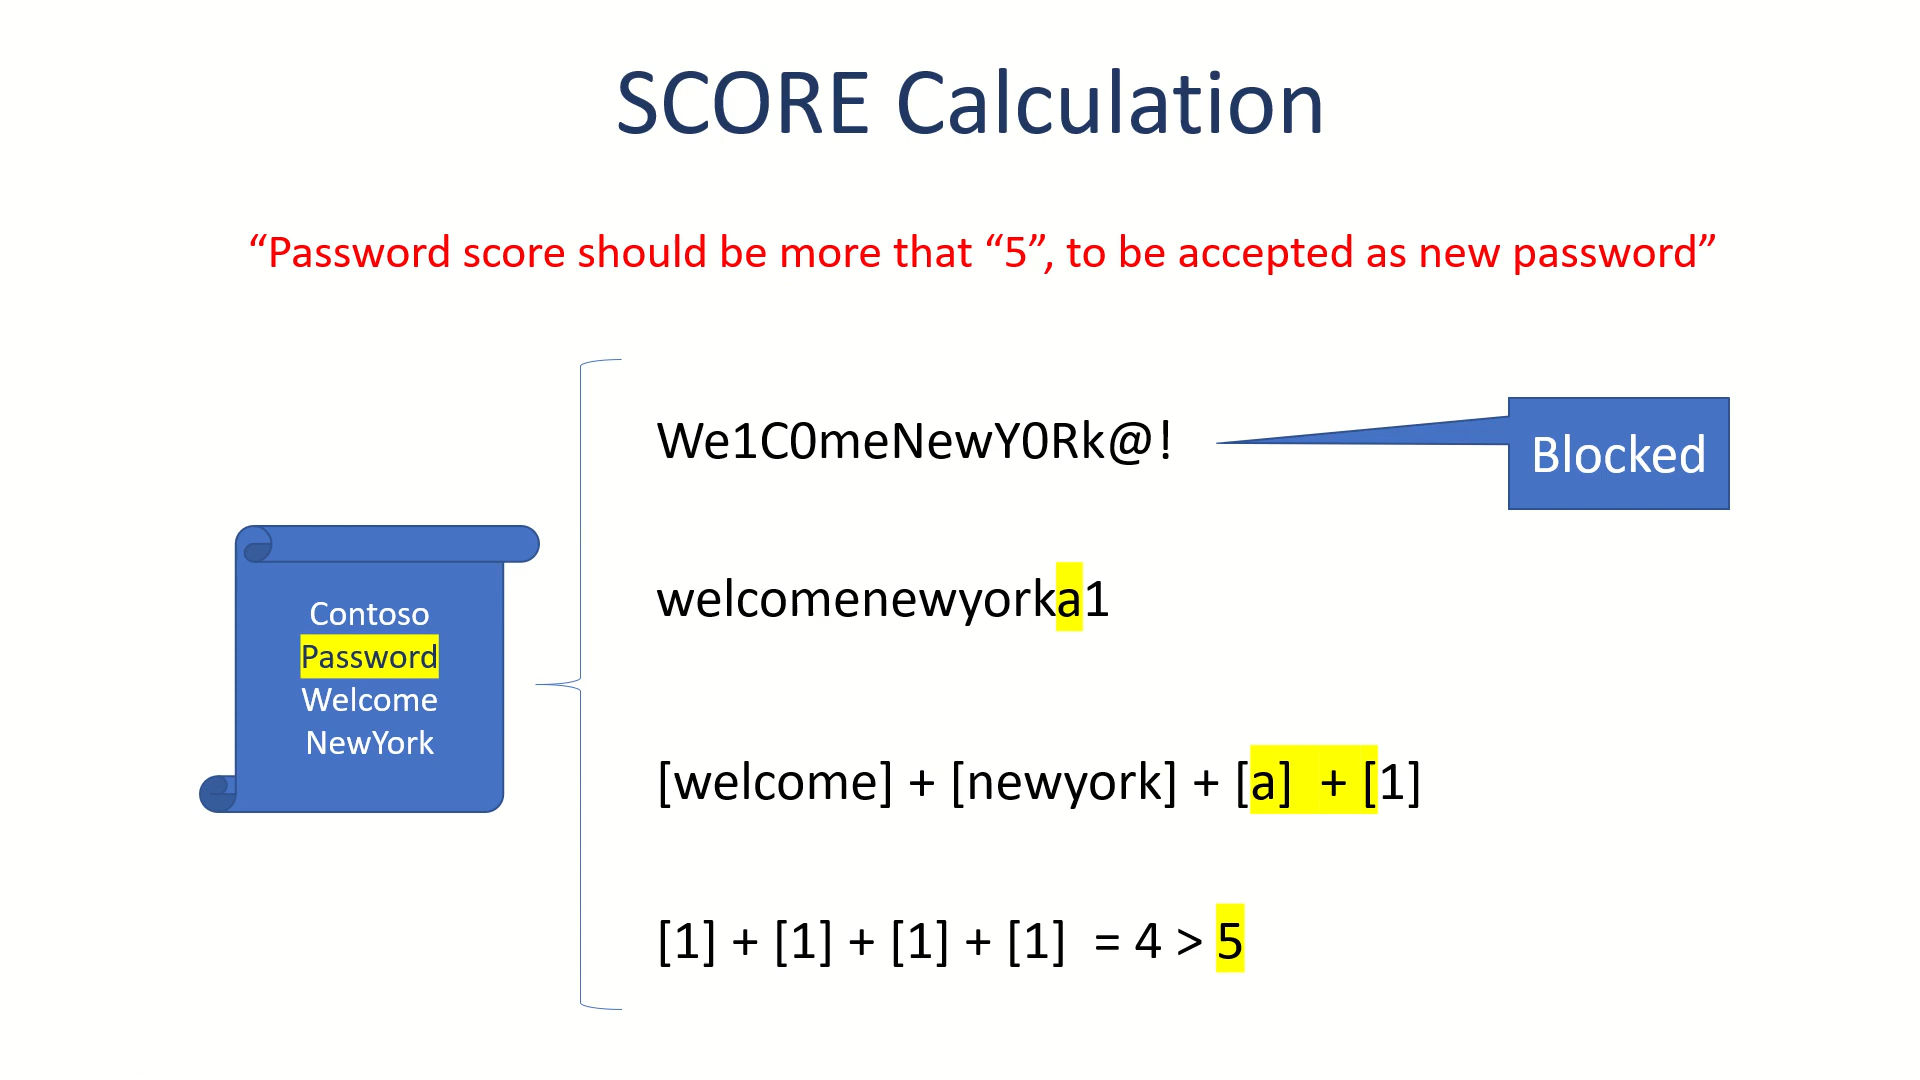 SCORE Calculation
“Password score should be more that “5”, to be accepted as new password”
We1C0meNewY0Rk@!
Blocked
welcomenewyorka1
Contoso
Password
Welcome
NewYork
[welcome] + [newyork] + [a] + [1]
[1] + [1] + [1] + [1] = 4 > 5